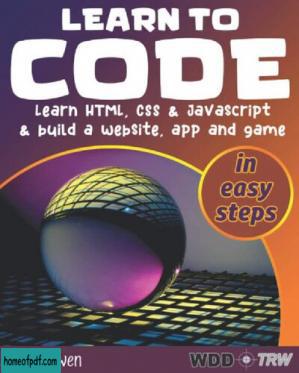 LEARN TO
CODE
Learn HTML, CSS & Javascript
& build a website, app and game
in
easy
steps
WDD TRW
homeofpdf.com